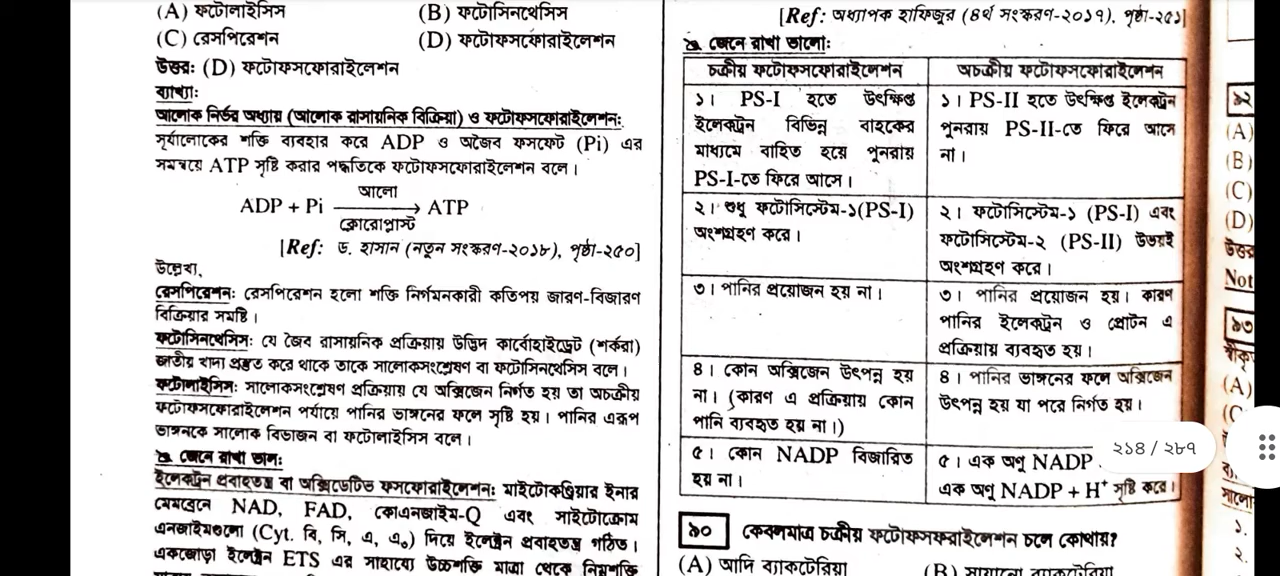 (A) ফটোলাইসিস (B) ফটোসিনথেসিস
(C) রেসপিরেশন (D) ফটোফসফোরাইলেশন
উত্তর: (D) ফটোফসফোরাইলেশন
ব্যাখ্যা:
আলোক নির্ভর অধ্যায় (আলোক রাসায়নিক বিক্রিয়া) ও ফটোফসফোরাইলেশন:
সূর্যালোকের শক্তি ব্যবহার করে ADP ও অজৈব ফসফেট (Pi) এর
সমন্বয়ে ATP সৃষ্টি করার পদ্ধতিকে ফটোফসফোরাইলেশন বলে।
আলো
ADP + Pi ⟶ ATP
ক্লোরোপ্লাস্ট
[Ref: ড. হাসান (নতুন সংস্করণ-২০১৮), পৃষ্ঠা-২৫০]
উল্লেখ্য,
রেসপিরেশন: রেসপিরেশন হলো শক্তি নির্গমনকারী কতিপয় জারণ-বিজারণ
বিক্রিয়ার সমষ্টি।
ফটোসিনথেসিস: যে জৈব রাসায়নিক প্রক্রিয়ায় উদ্ভিদ কার্বোহাইড্রেট (শর্করা)
জাতীয় খাদ্য প্রস্তুত করে থাকে তাকে সালোকসংশ্লেষণ বা ফটোসিনথেসিস বলে।
ফটোলাইসিস: সালোকসংশ্লেষণ প্রক্রিয়ায় যে অক্সিজেন নির্গত হয় তা অচক্রীয়
ফটোফসফোরাইলেশন পর্যায়ে পানির ভাঙ্গনের ফলে সৃষ্টি হয়। পানির এরূপ
ভাঙ্গনকে সালোক বিভাজন বা ফটোলাইসিস বলে।
জেনে রাখা ভাল:
ইলেকট্রন প্রবাহতন্ত্র বা অক্সিডেটিভ ফসফোরাইলেশন: মাইটোকন্ড্রিয়ার ইনার
মেমব্রেনে NAD, FAD, কোএনজাইম-Q এবং সাইটোক্রোম
এনজাইমগুলো (Cyt. বি, সি, এ, এ৩) দিয়ে ইলেক্ট্রন প্রবাহতন্ত্র গঠিত।
একজোড়া ইলেক্ট্রন ETS এর সাহায্যে উচ্চশক্তি মাত্রা থেকে নিম্নশক্তি
[Ref: অধ্যাপক হাফিজুর (৪র্থ সংস্করণ-২০১৭), পৃষ্ঠা-২৫১]
জেনে রাখা ভালো:
চক্রীয় ফটোফসফোরাইলেশন অচক্রীয় ফটোফসফোরাইলেশন
১। PS-I হতে উৎক্ষিপ্ত ১। PS-II হতে উৎক্ষিপ্ত ইলেকট্রন
ইলেকট্রন বিভিন্ন বাহকের পুনরায় PS-II-তে ফিরে আসে
মাধ্যমে বাহিত হয়ে পুনরায় না।
PS-I-তে ফিরে আসে।
২। শুধু ফটোসিস্টেম-১(PS-I) ২। ফটোসিস্টেম-১ (PS-I) এবং
অংশগ্রহণ করে। ফটোসিস্টেম-২ (PS-II) উভয়ই
অংশগ্রহণ করে।
৩। পানির প্রয়োজন হয় না। ৩। পানির প্রয়োজন হয়। কারণ
পানির ইলেকট্রন ও প্রোটন এ
প্রক্রিয়ায় ব্যবহৃত হয়।
৪। কোন অক্সিজেন উৎপন্ন হয় ৪। পানির ভাঙ্গনের ফলে অক্সিজেন
না। (কারণ এ প্রক্রিয়ায় কোন উৎপন্ন হয় যা পরে নির্গত হয়।
পানি ব্যবহৃত হয় না।)
৫। কোন NADP বিজারিত ৫। এক অণু NADP
হয় না। এক অণু NADP + H⁺ সৃষ্টি করে।
১০ কেবলমাত্র চক্রীয় ফটোফসফরাইলেশন চলে কোথায়?
(A) আদি ব্যাকটেরিয়া (B) সায়ানো ব্যাকটেরিয়া
১২
(A)
(B)
(C)
(D)
উত্তর
Not
১৩
(A)
(C
২১৪ / ২৮৭
১.
২.